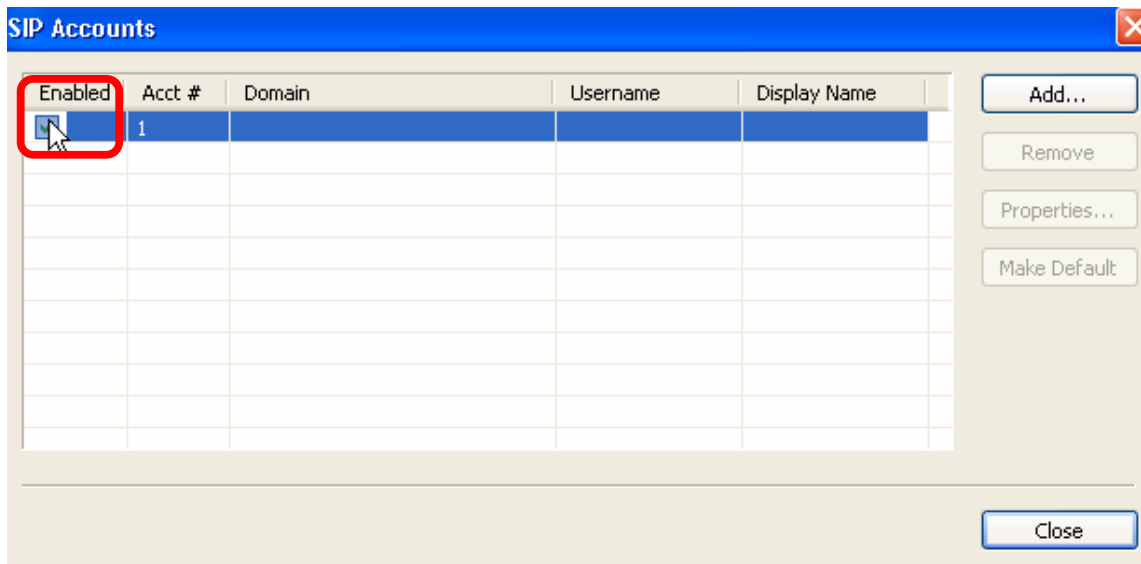 SIP Accounts
Enabled Acct # Domain Username Display Name
1
Add...
Remove
Properties...
Make Default
Close